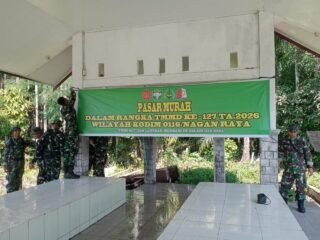 PASAR MURAH
DALAM RANGKA TMMD KE-127 TA.2026
WILAYAH KODIM 0116/NAGAN RAYA